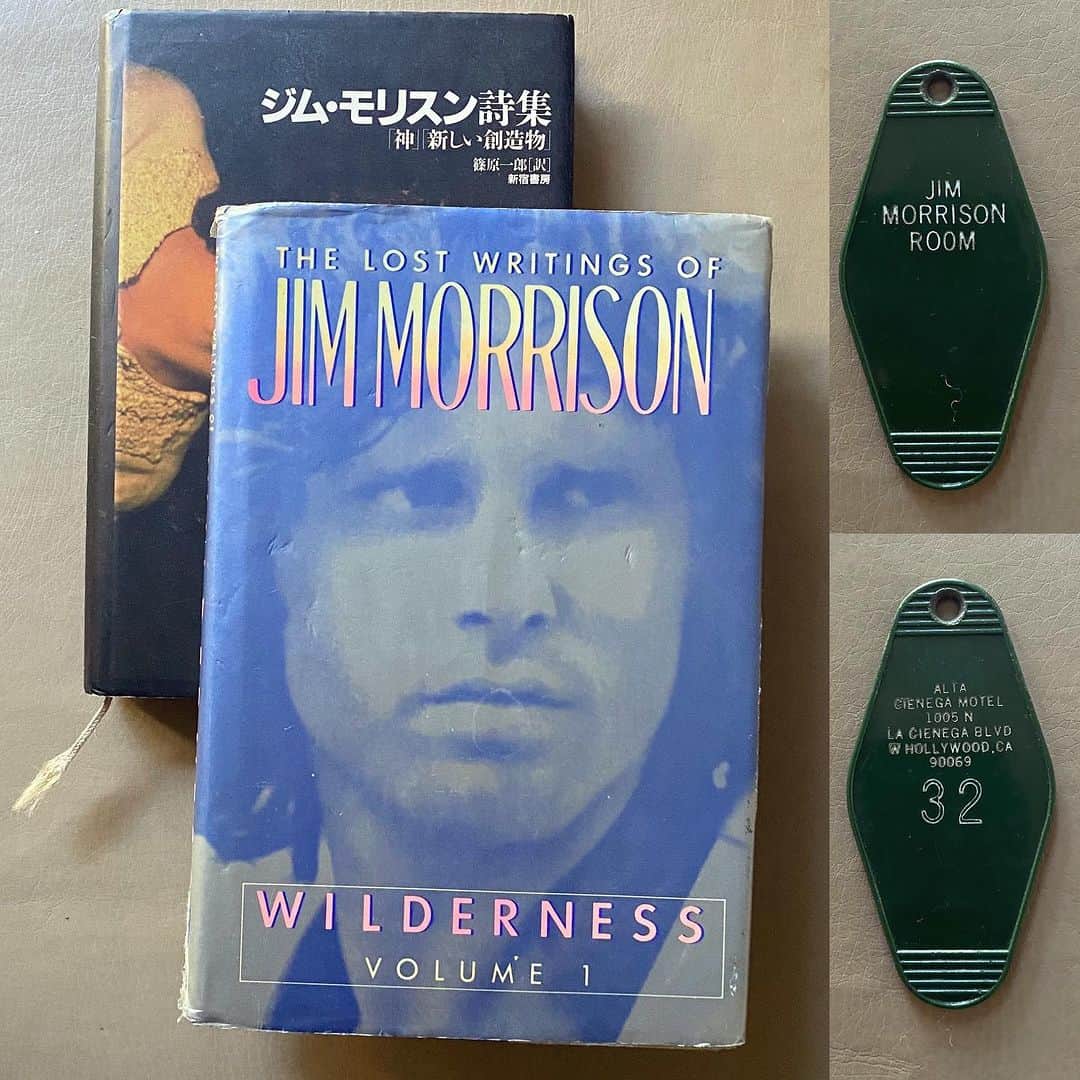 ジム・モリスン詩集
「神」「新しい創造物」
篠原一郎[訳]
新宿書房
THE LOST WRITINGS OF
JIM MORRISON
WILDERNESS
VOLUME 1
JIM
MORRISON
ROOM
ALTA
CIENEGA MOTEL
1005 N
LA CIENEGA BLVD
W HOLLYWOOD, CA
90069
32